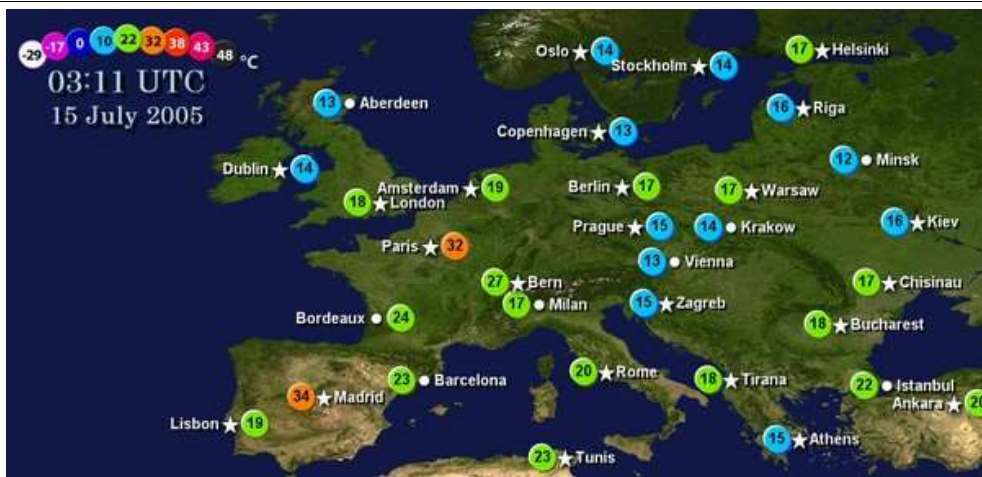 -29 -17 0 10 22 32 38 43 48 °C
03:11 UTC
15 July 2005
Oslo 14
Stockholm 14
17 Helsinki
13 Aberdeen
16 Riga
Copenhagen 13
Dublin 14
12 Minsk
Amsterdam 19
18 London
Berlin 17
17 Warsaw
Paris 32
Prague 15
14 Krakow
16 Kiev
13 Vienna
27 Bern
17 Milan
15 Zagreb
17 Chisinau
Bordeaux 24
18 Bucharest
20 Rome
18 Tirana
23 Barcelona
22 Istanbul
34 Madrid
Ankara 20
Lisbon 19
15 Athens
23 Tunis